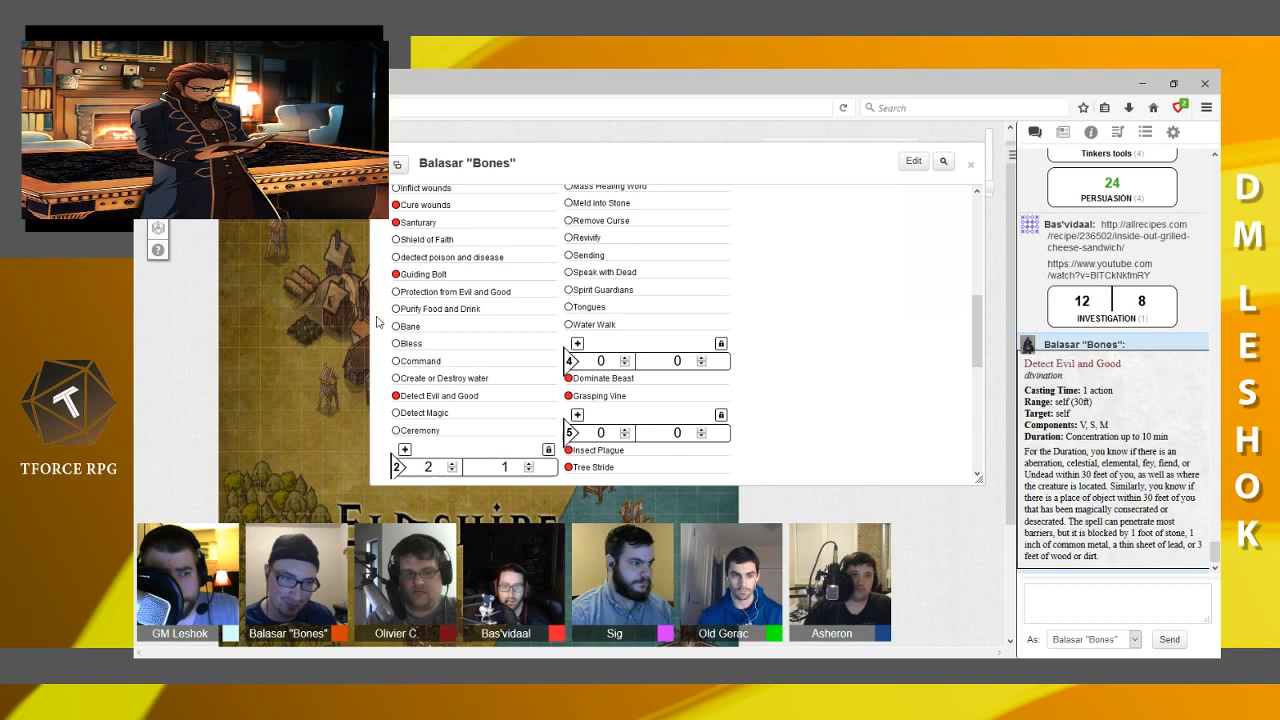 Search
2
Balasar "Bones"
Edit
Inflict wounds
Cure wounds
Santurary
Shield of Faith
dectect poison and disease
Guiding Bolt
Protection from Evil and Good
Purify Food and Drink
Bane
Bless
Command
Create or Destroy water
Detect Evil and Good
Detect Magic
Ceremony
2 2 1
Mass Healing Word
Meld into Stone
Remove Curse
Revivify
Sending
Speak with Dead
Spirit Guardians
Tongues
Water Walk
4 0 0
Dominate Beast
Grasping Vine
5 0 0
Insect Plague
Tree Stride
Tinkers tools (4)
24
PERSUASION (4)
Bas'vidaal: http://allrecipes.com
/recipe/236502/inside-out-grilled-
cheese-sandwich/
https://www.youtube.com
/watch?v=BlTCkNkfmRY
12 8
INVESTIGATION (1)
Balasar "Bones":
Detect Evil and Good
divination
Casting Time: 1 action
Range: self (30ft)
Target: self
Components: V, S, M
Duration: Concentration up to 10 min
For the Duration, you know if there is an
aberration, celestial, elemental, fey, fiend, or
Undead within 30 feet of you, as well as where
the creature is located. Similarly, you know if
there is a place of object within 30 feet of you
that has been magically consecrated or
desecrated. The spell can penetrate most
barriers, but it is blocked by 1 foot of stone, 1
inch of common metal, a thin sheet of lead, or 3
feet of wood or dirt.
As: Balasar "Bones" Send
T
TFORCE RPG
GM Leshok
Balasar "Bones"
Olivier C.
Bas'vidaal
Sig
Old Gerac
Asheron
DM LESHOK